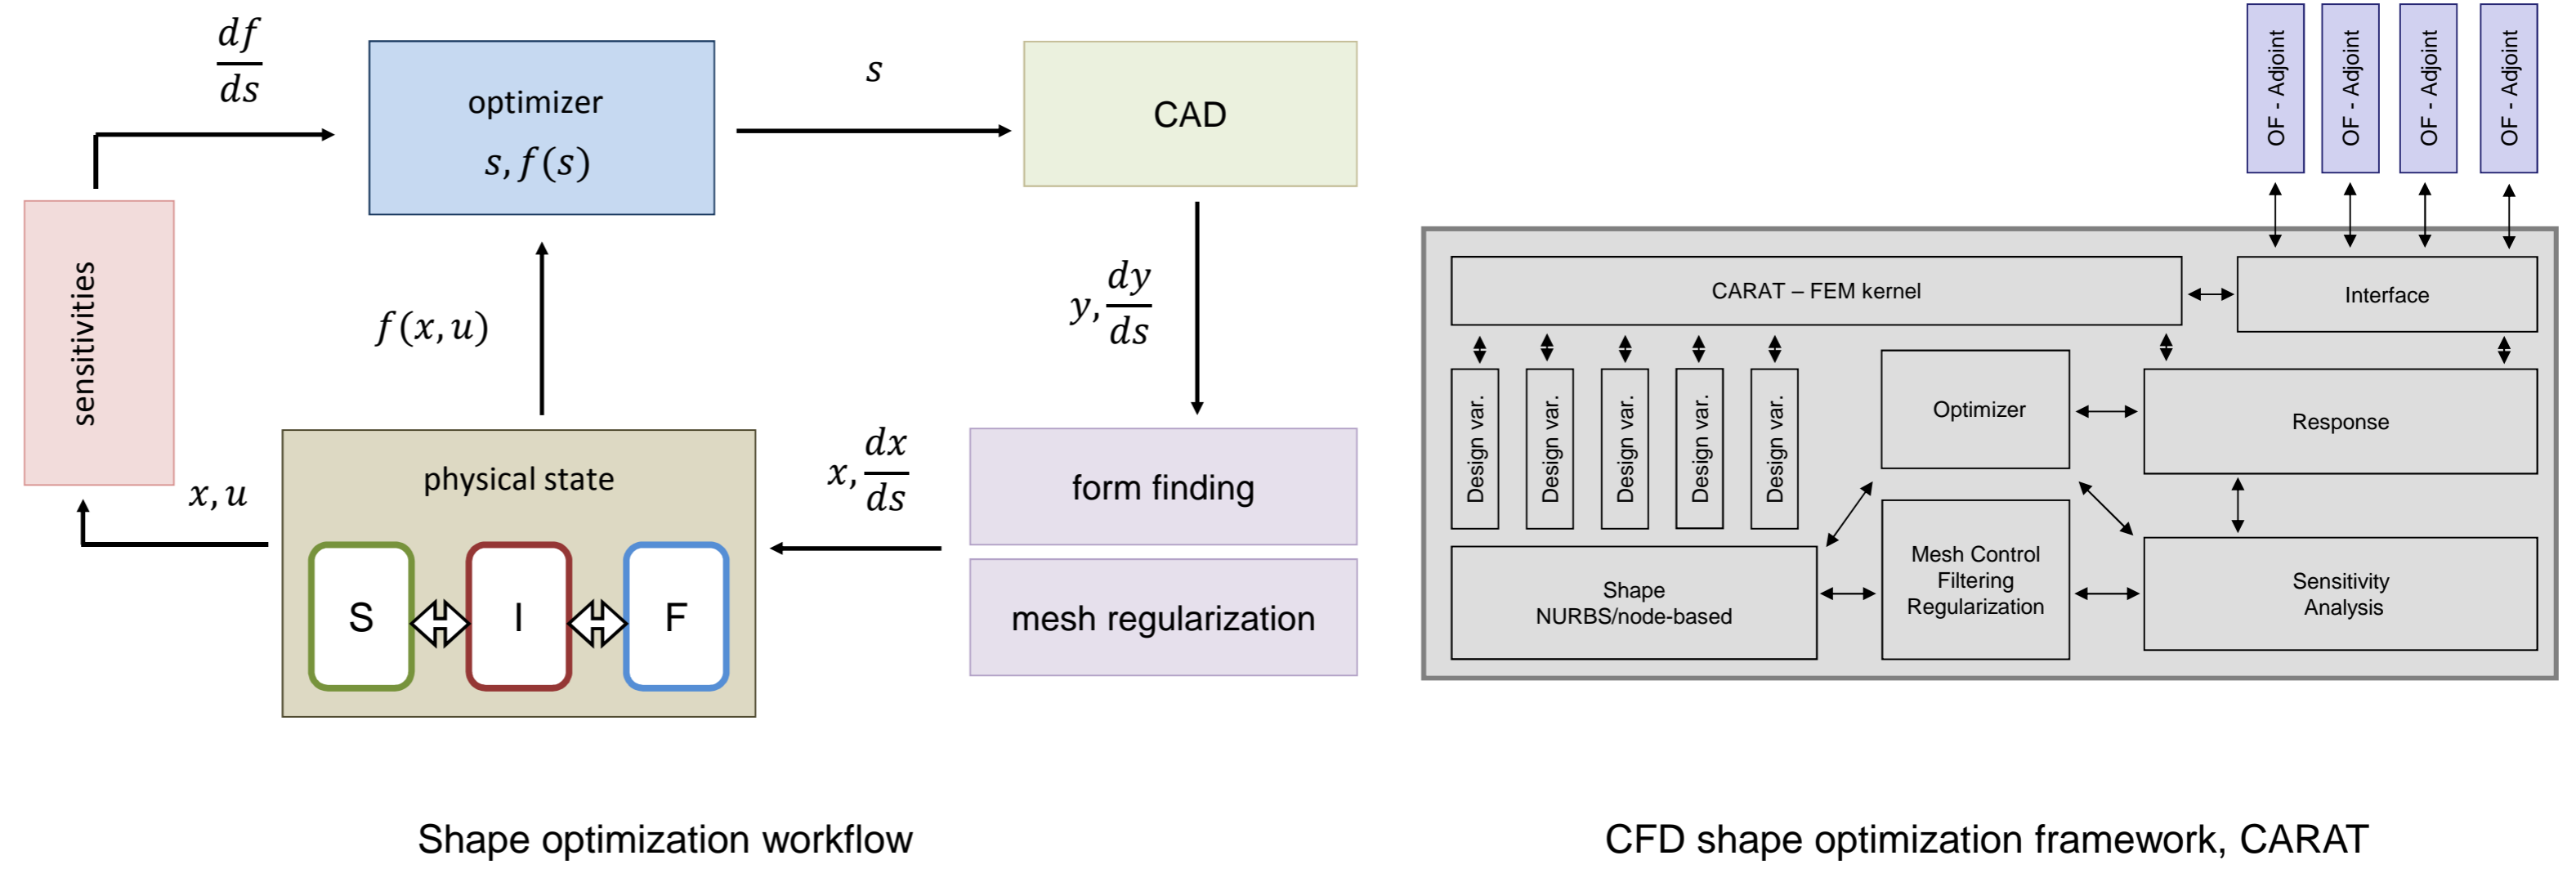 df
ds
optimizer
s, f(s)
s
CAD
sensitivities
f(x, u)
y, dy
ds
x, u
physical state
S
I
F
x, dx
ds
form finding
mesh regularization
Shape optimization workflow
OF - Adjoint
OF - Adjoint
OF - Adjoint
OF - Adjoint
CARAT – FEM kernel
Interface
Design var.
Design var.
Design var.
Design var.
Design var.
Optimizer
Response
Shape
NURBS/node-based
Mesh Control
Filtering
Regularization
Sensitivity
Analysis
CFD shape optimization framework, CARAT